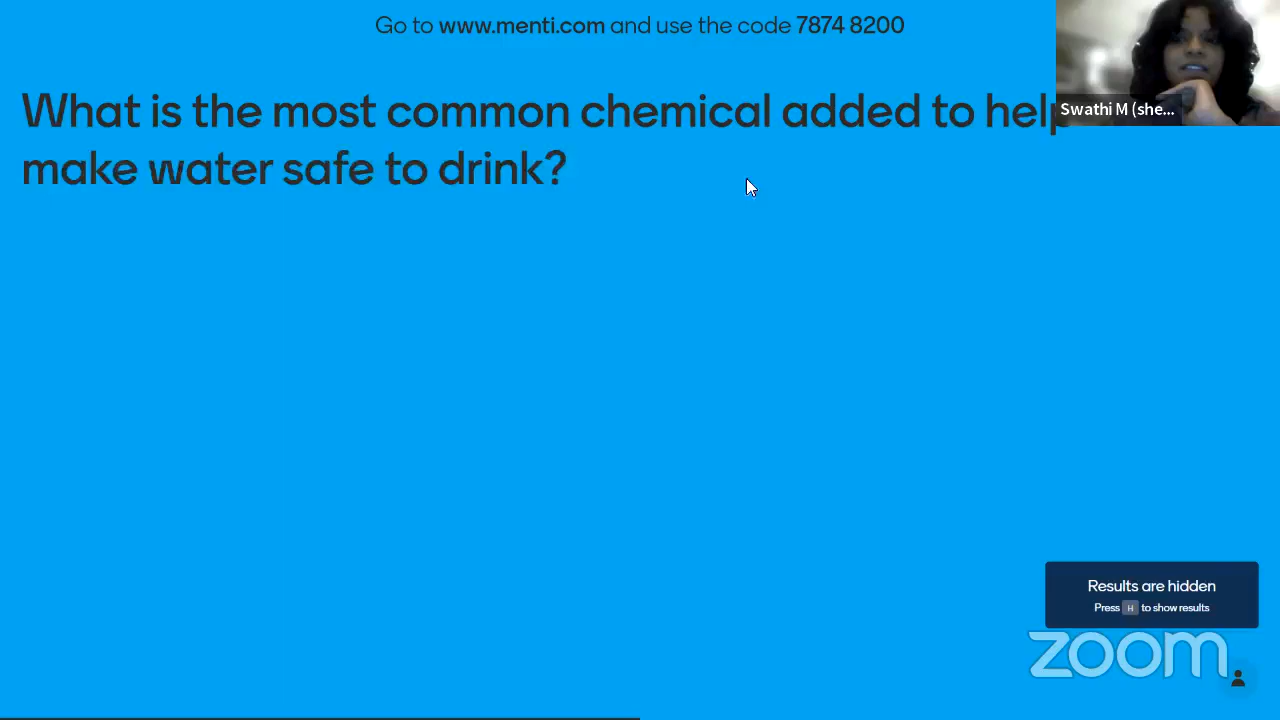 Go to www.menti.com and use the code 7874 8200
What is the most common chemical added to help
make water safe to drink?
Swathi M (she...
Results are hidden
Press H to show results
zoom